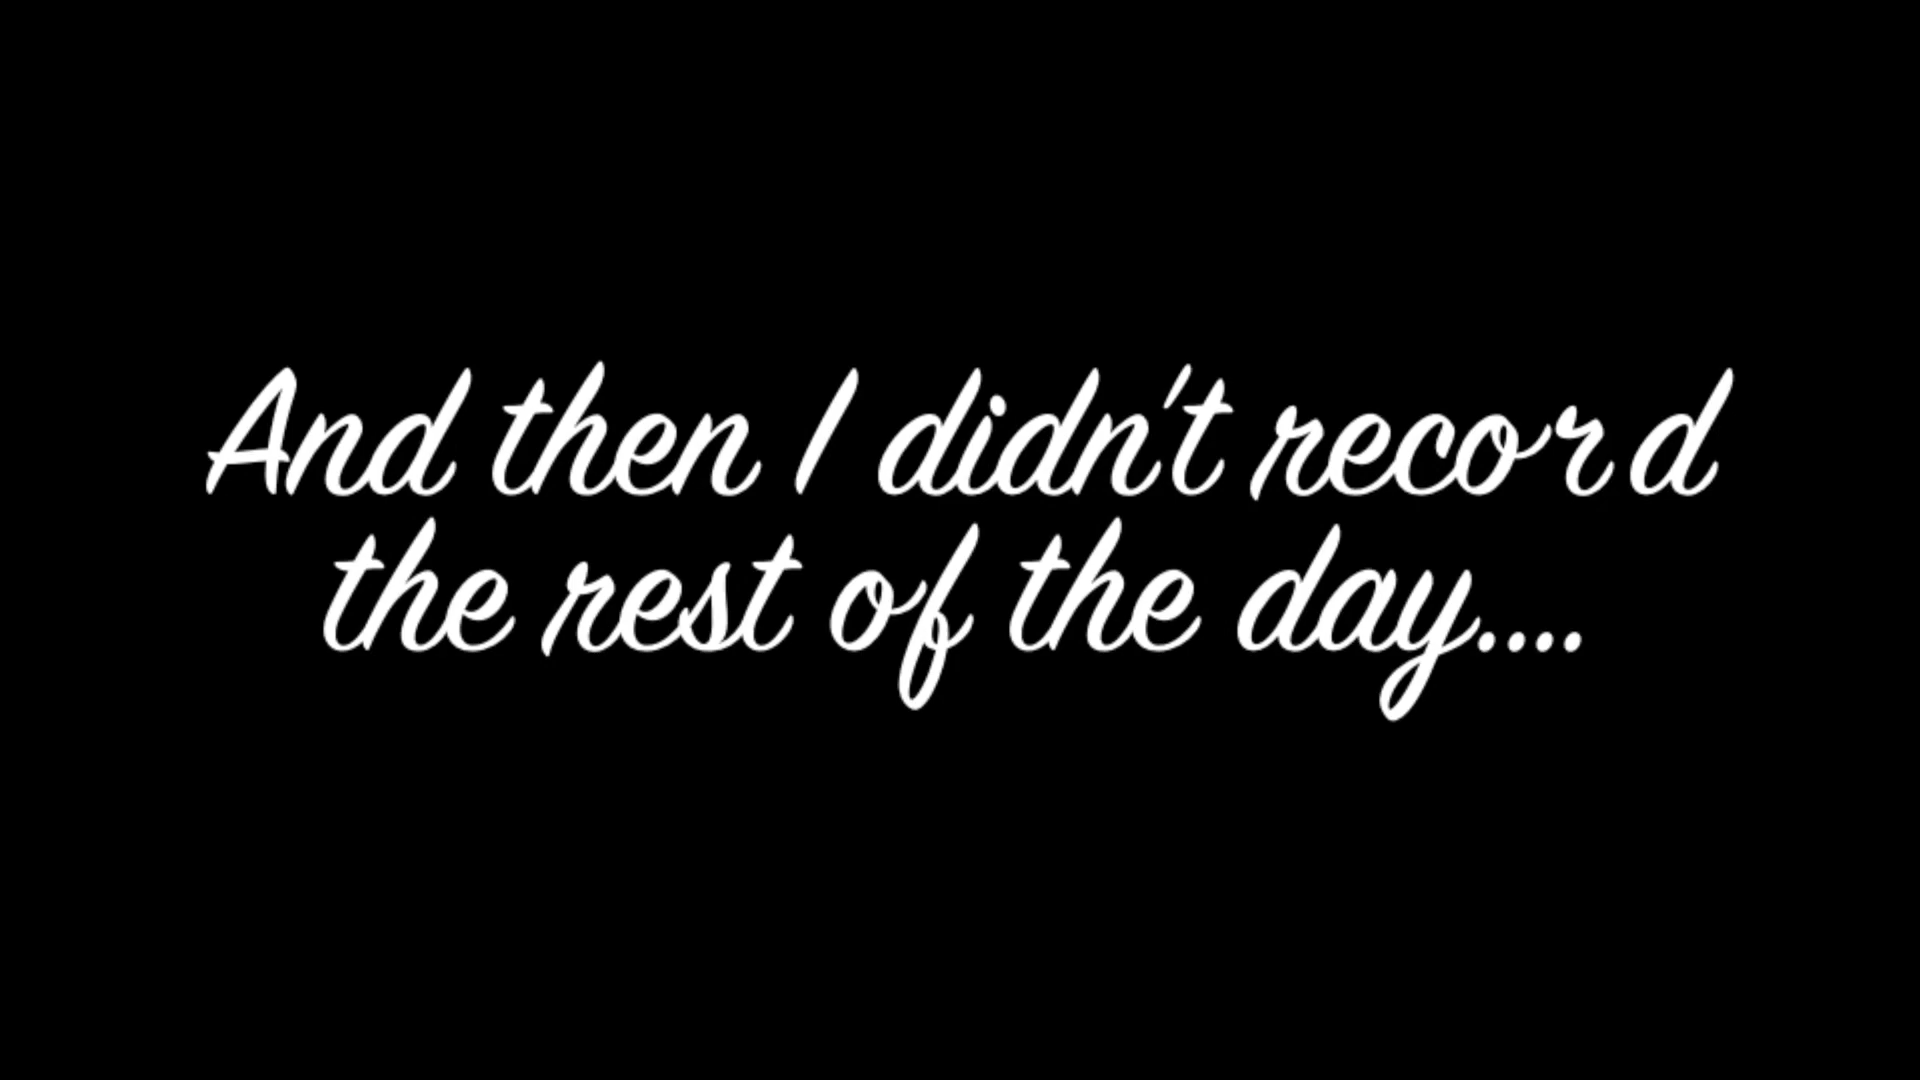 And then I didn't record
the rest of the day....